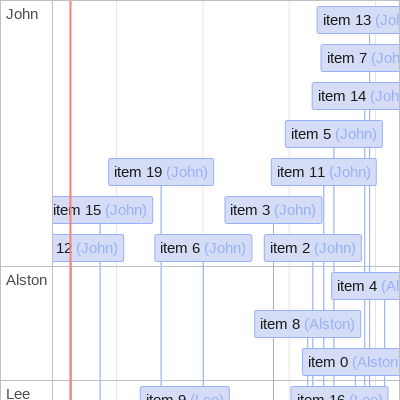 John
item 13 (Joh
item 7 (Joh
item 14 (Joh
item 5 (John)
item 19 (John)
item 11 (John)
item 15 (John)
item 3 (John)
12 (John)
item 6 (John)
item 2 (John)
Alston
item 4 (Al
item 8 (Alston)
item 0 (Alston
Lee
item 9 (Lee)
item 16 (Lee)